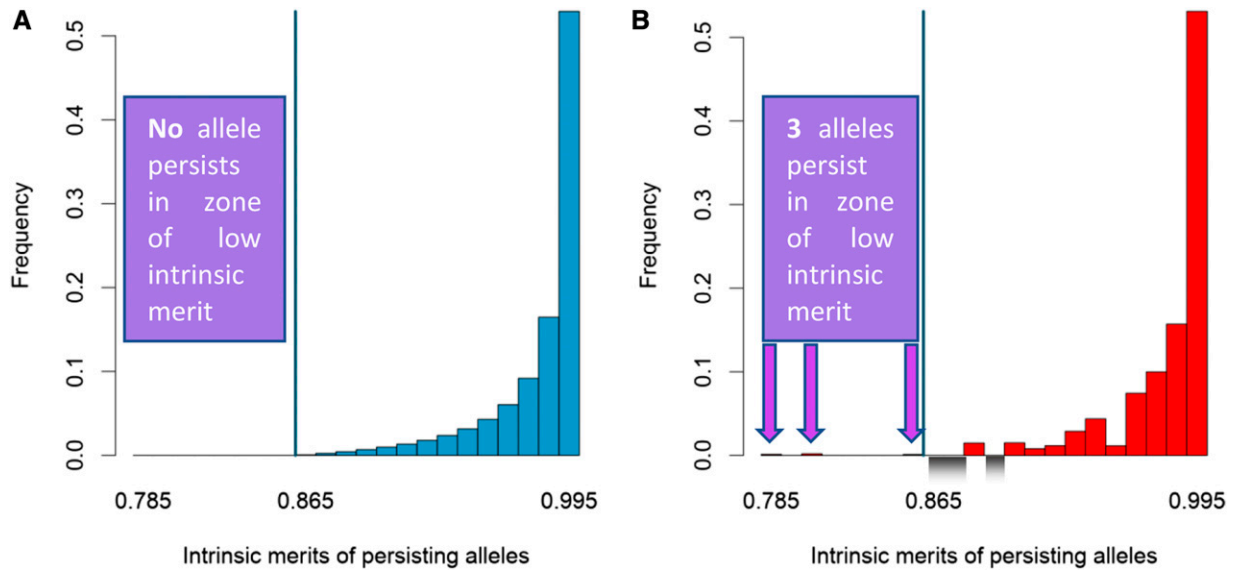 A
Frequency
0.5
0.4
0.3
0.2
0.1
0.0
No allele
persists
in zone
of low
intrinsic
merit
0.785
0.865
0.995
Intrinsic merits of persisting alleles
B
Frequency
0.5
0.4
0.3
0.2
0.1
0.0
3 alleles
persist
in zone
of low
intrinsic
merit
0.785
0.865
0.995
Intrinsic merits of persisting alleles